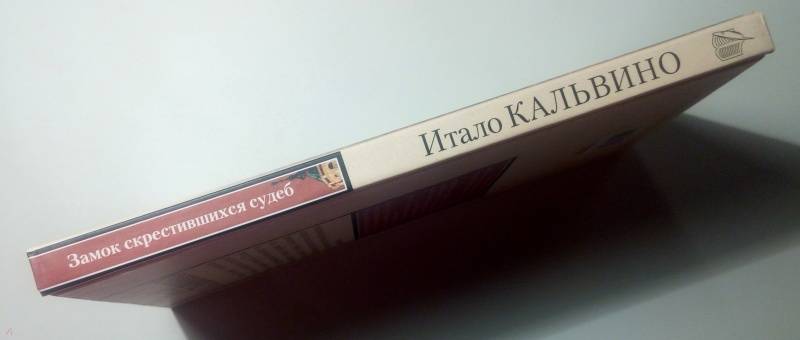 Замок скрестившихся судеб
Итало КАЛЬВИНО